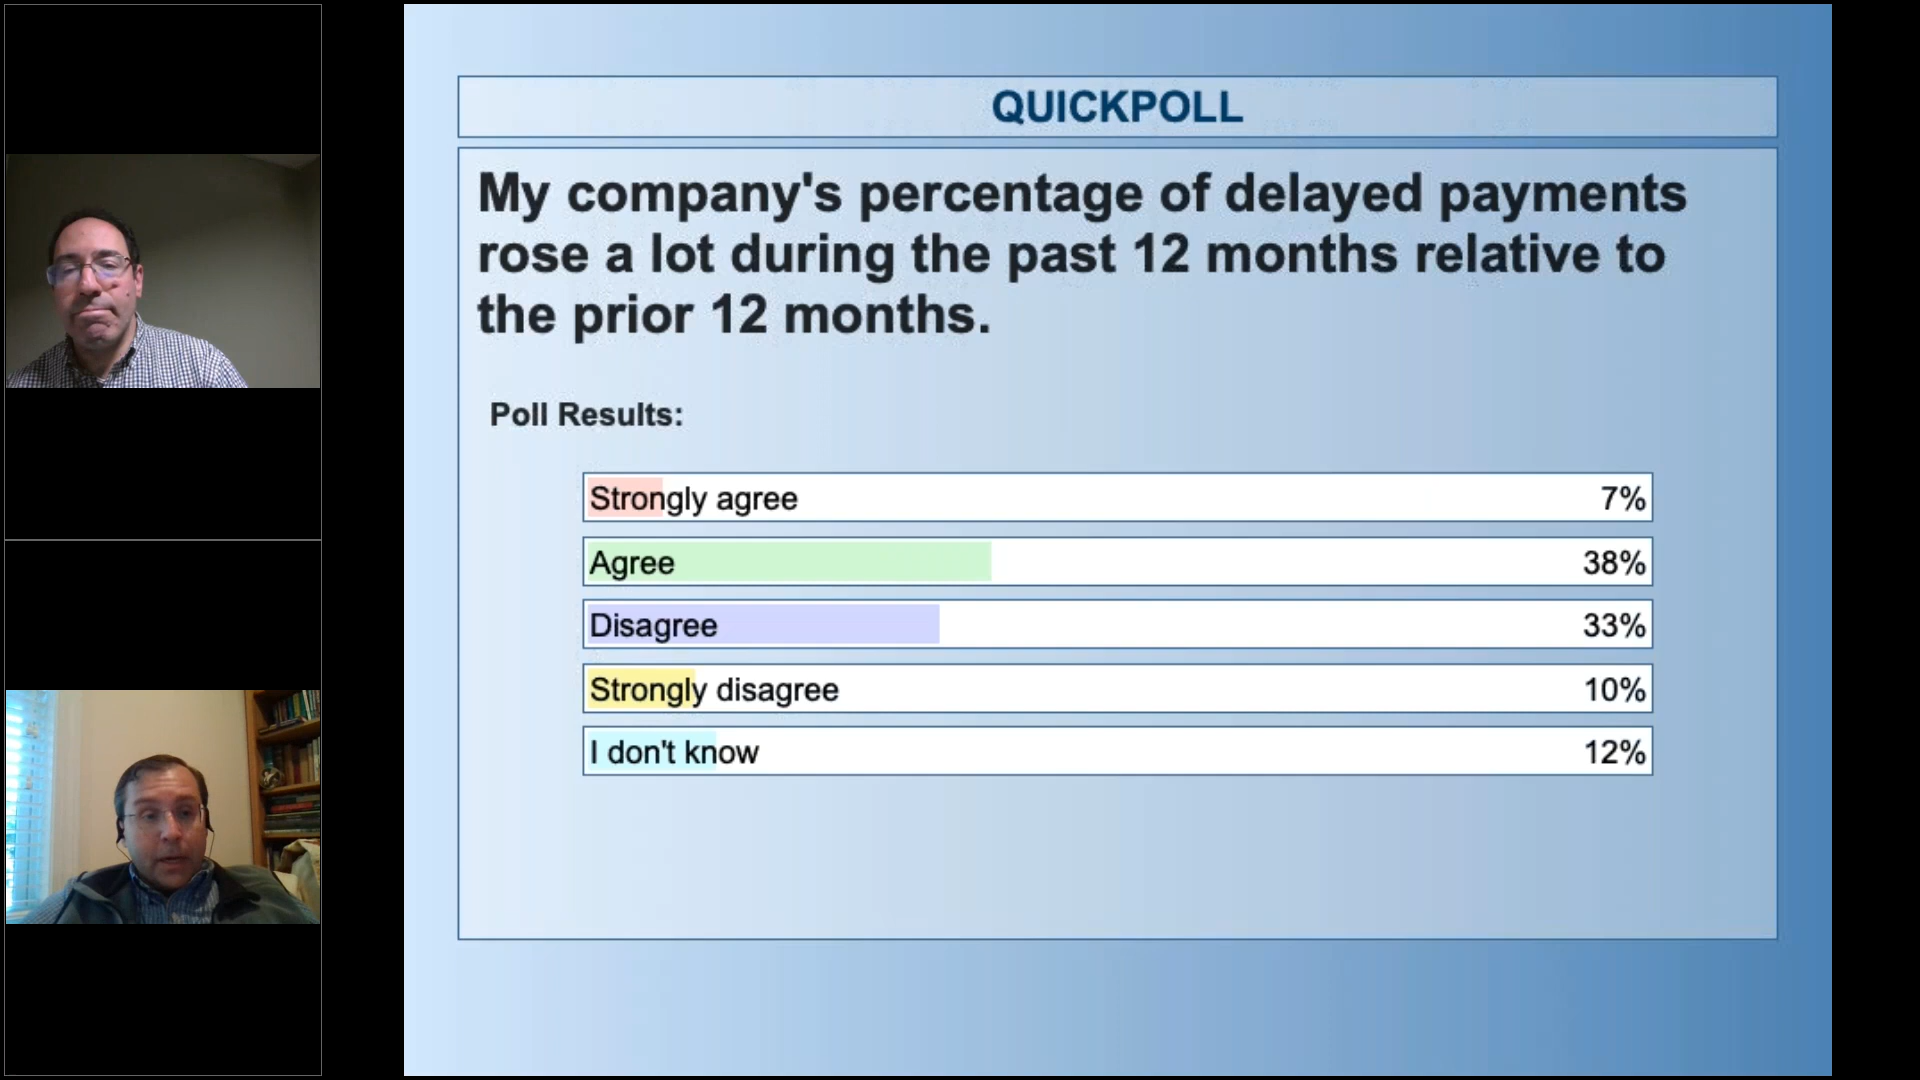 QUICKPOLL
My company's percentage of delayed payments
rose a lot during the past 12 months relative to
the prior 12 months.
Poll Results:
Strongly agree 7%
Agree 38%
Disagree 33%
Strongly disagree 10%
I don't know 12%